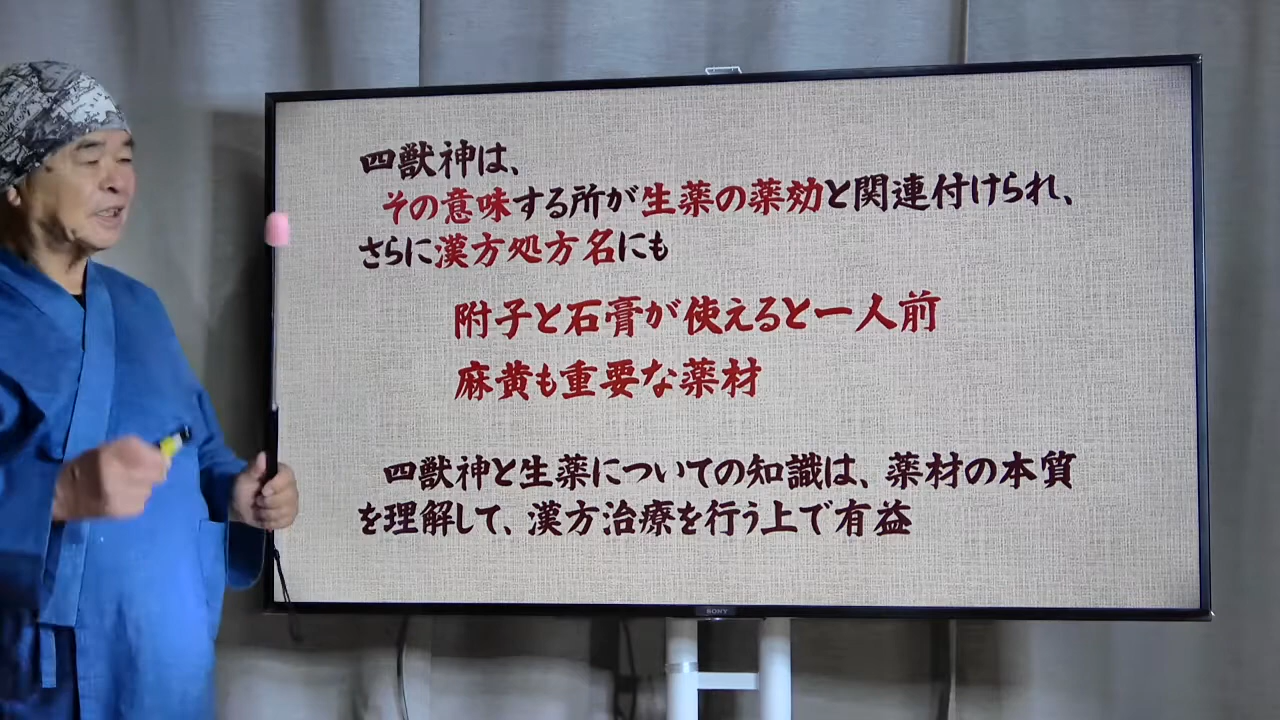 四獣神は、
その意味する所が生薬の薬効と関連付けられ、
さらに漢方処方名にも
附子と石膏が使えると一人前
麻黄も重要な薬材
四獣神と生薬についての知識は、薬材の本質
を理解して、漢方治療を行う上で有益
SONY